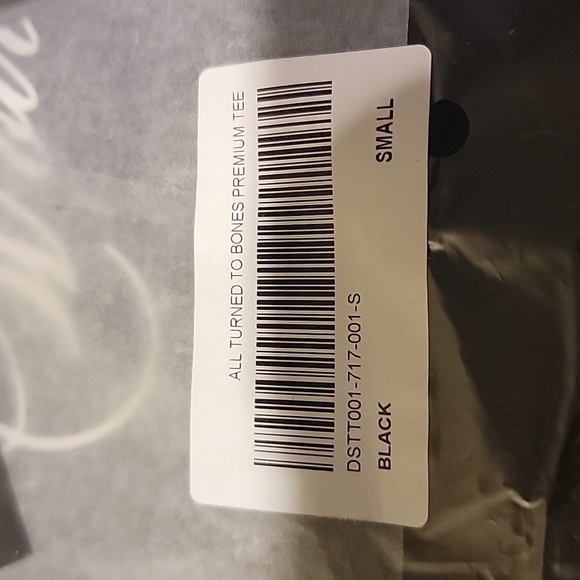 ALL TURNED TO BONES PREMIUM TEE
DSTT001-717-001-S
BLACK SMALL